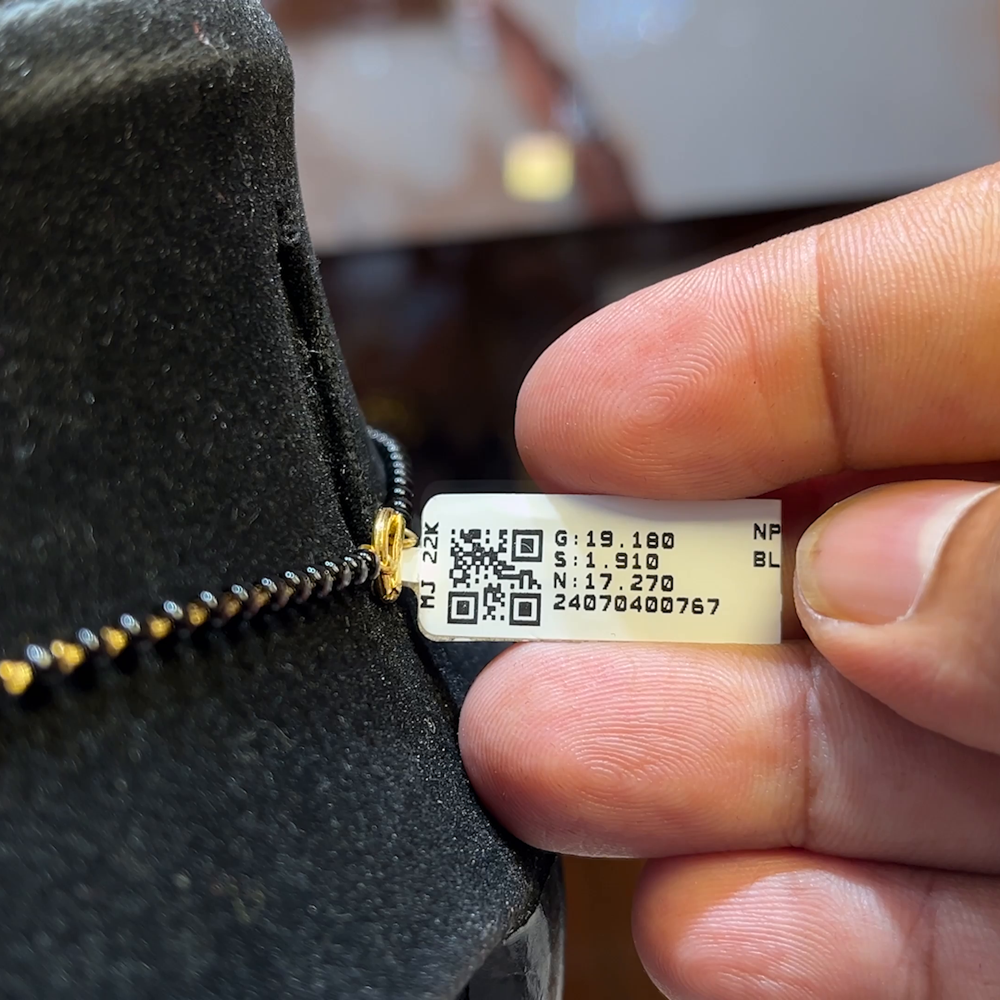 MJ 22K
G:19.180
S:1.910
N:17.270
24070400767
NP
BL